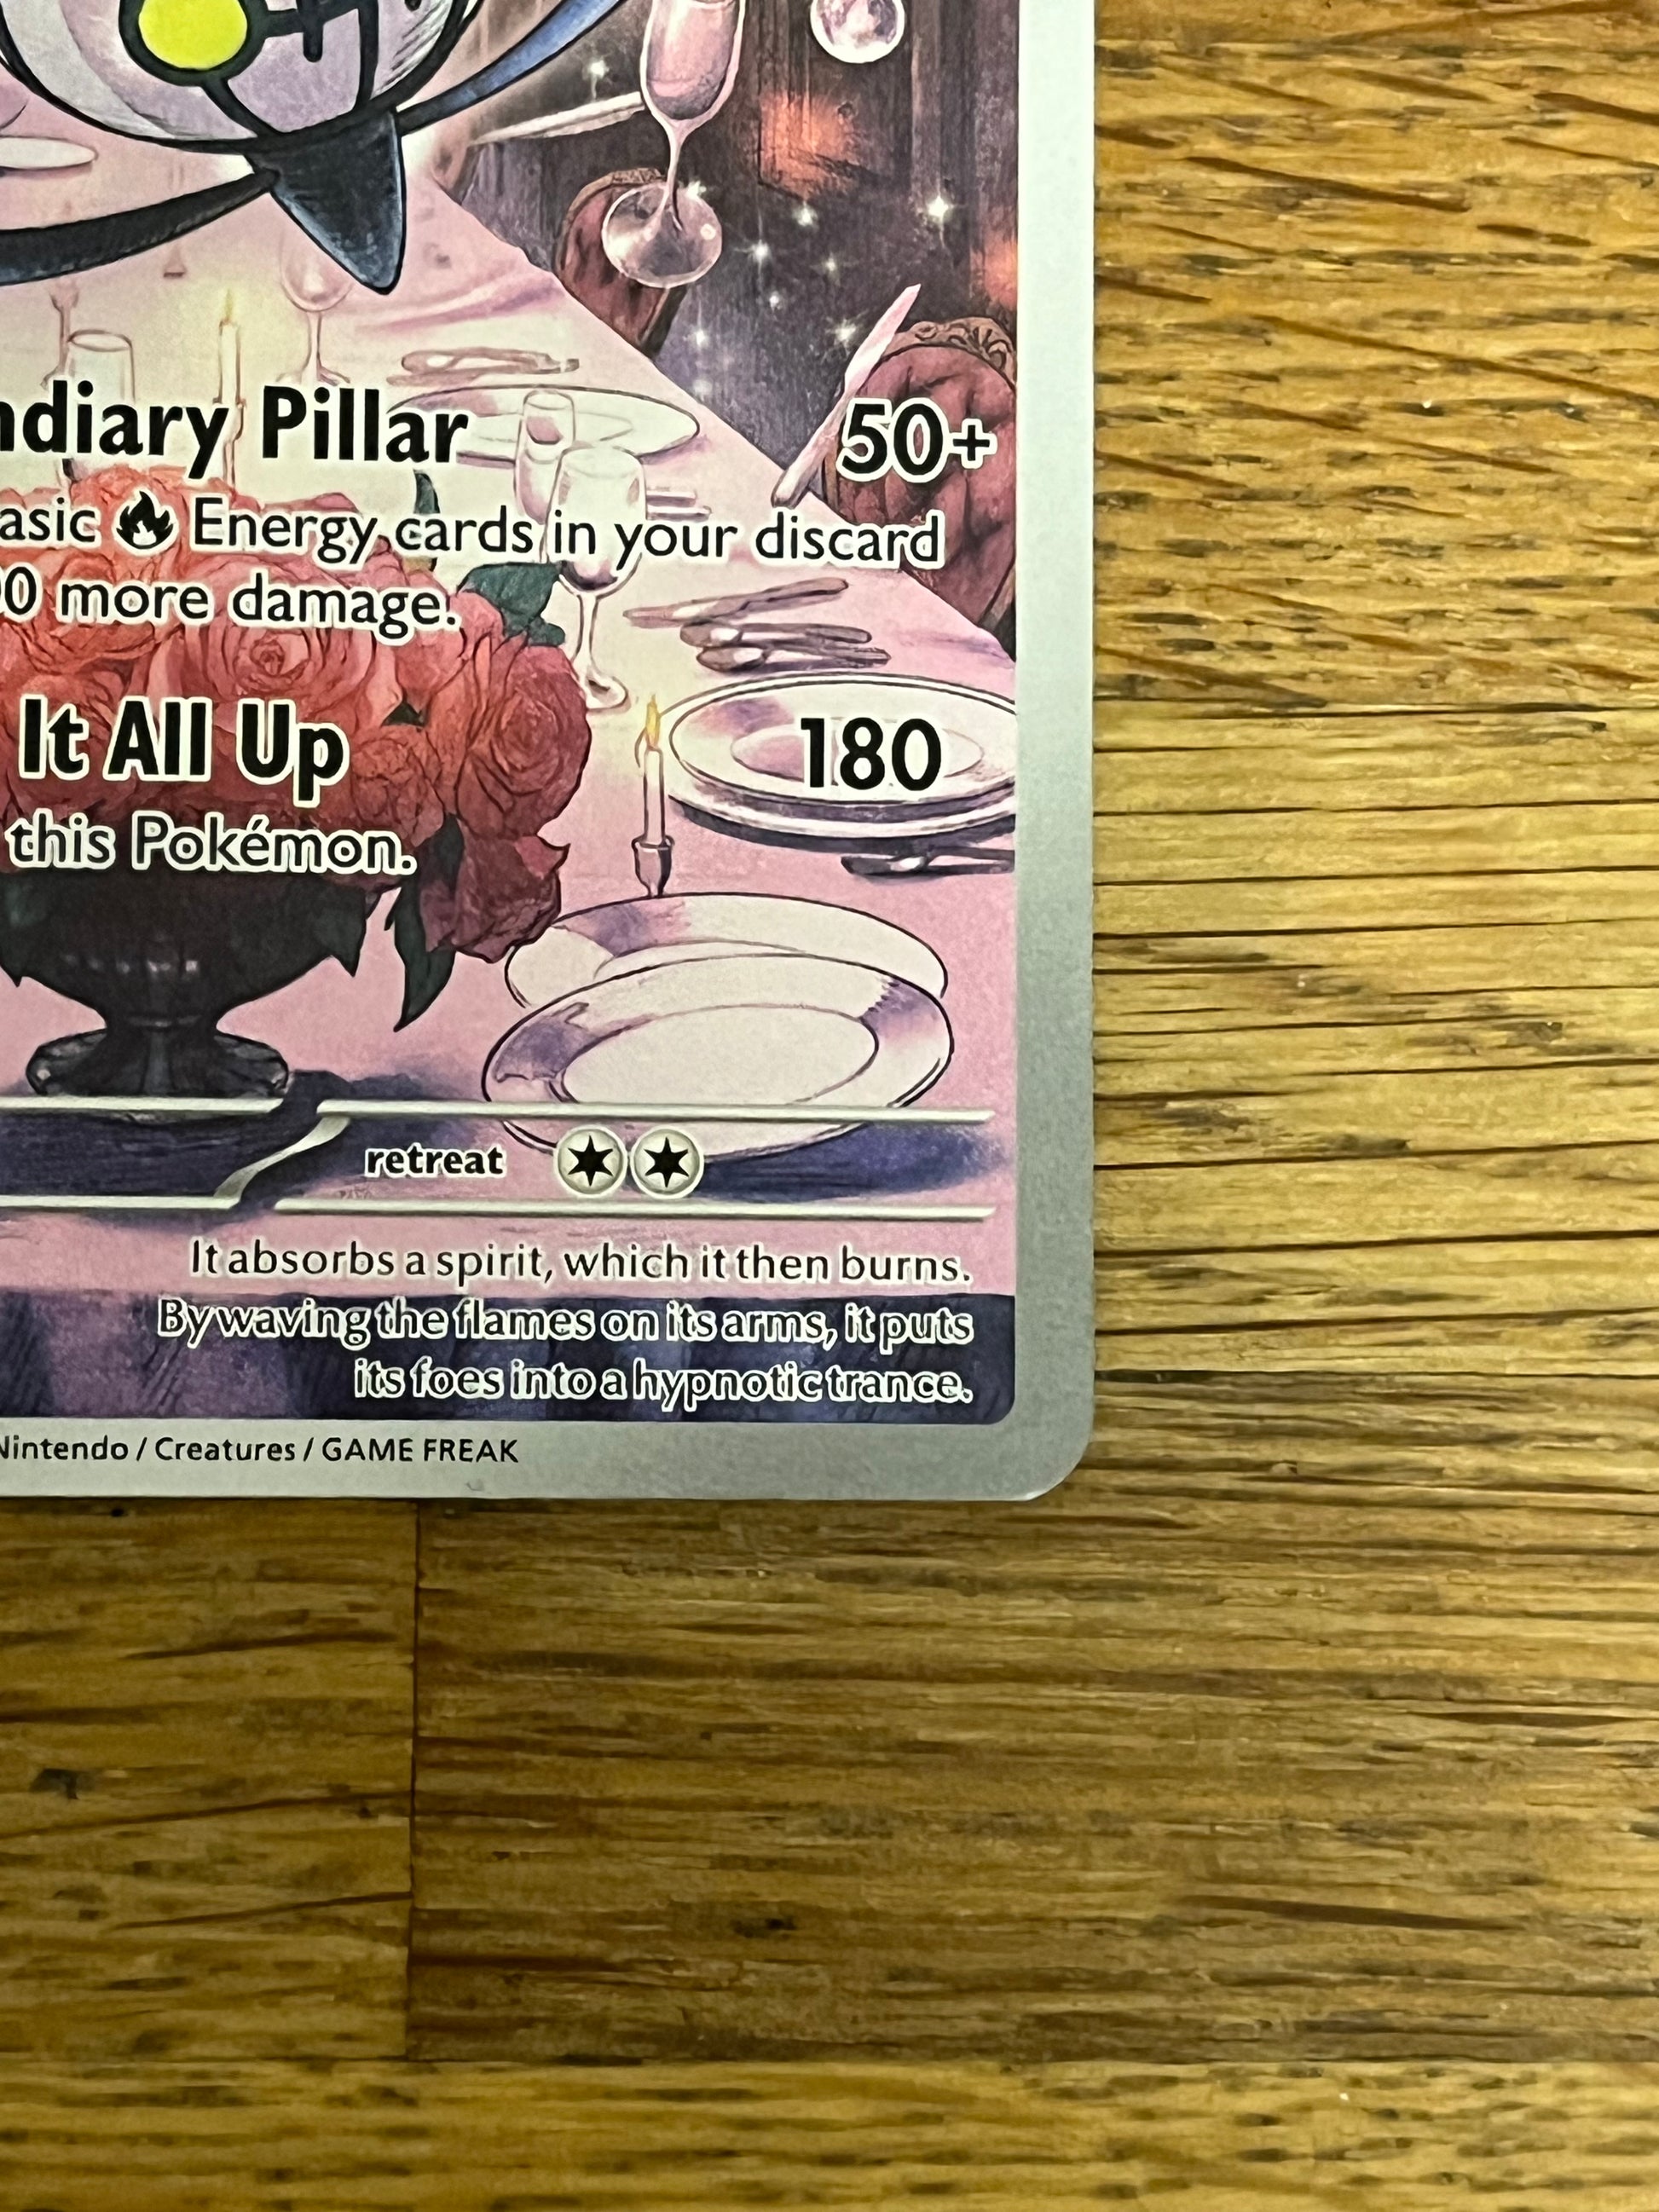 ndiary Pillar 50+
asic Energy cards in your discard
0 more damage.
It All Up 180
this Pokémon.
retreat
It absorbs a spirit, which it then burns.
By waving the flames on its arms, it puts
its foes into a hypnotic trance.
Nintendo / Creatures / GAME FREAK